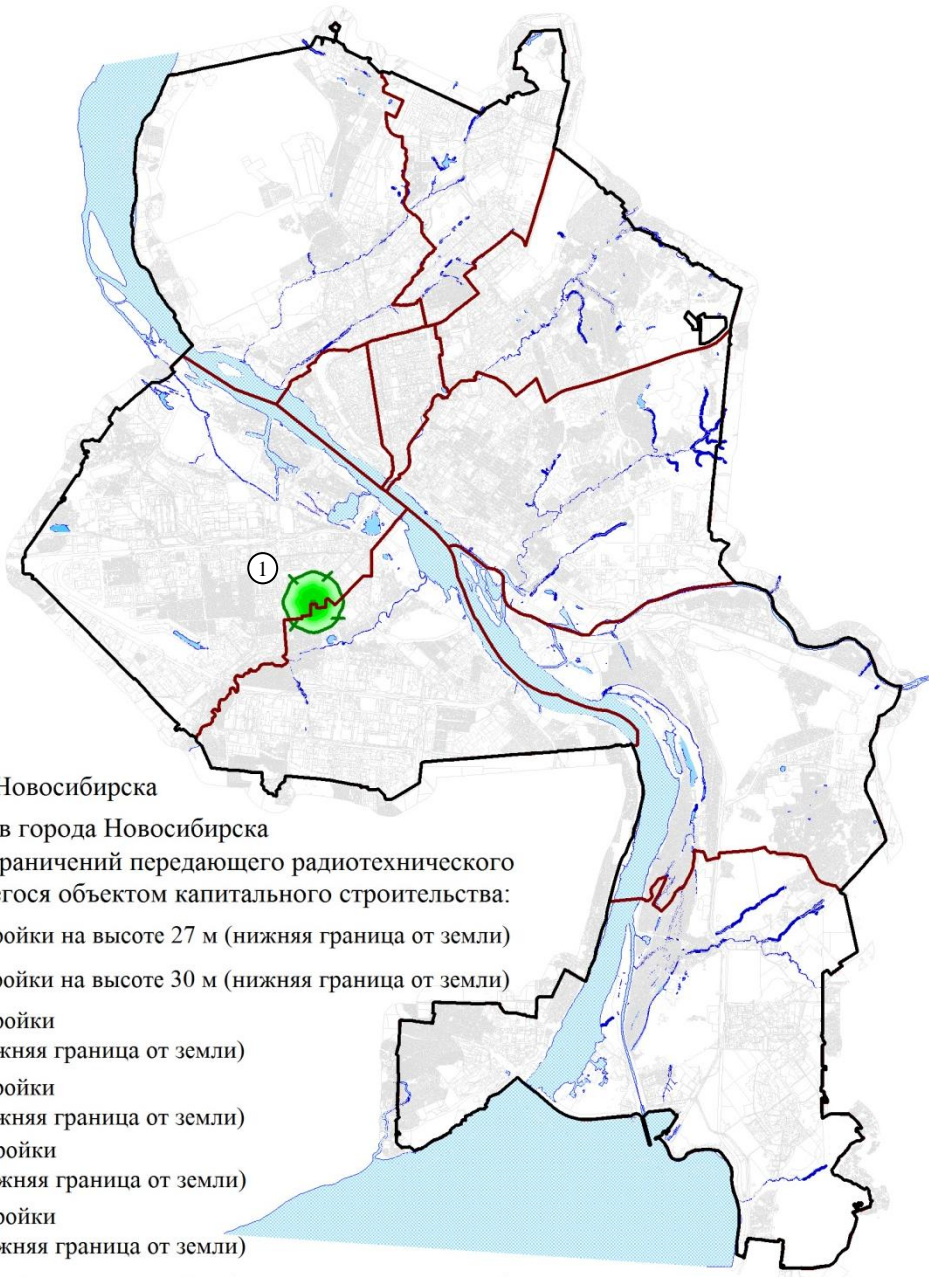 1
Новосибирска
в города Новосибирска
раничений передающего радиотехнического
гося объектом капитального строительства:
ройки на высоте 27 м (нижняя граница от земли)
ройки на высоте 30 м (нижняя граница от земли)
ройки
жняя граница от земли)
ройки
жняя граница от земли)
ройки
жняя граница от земли)
ройки
жняя граница от земли)